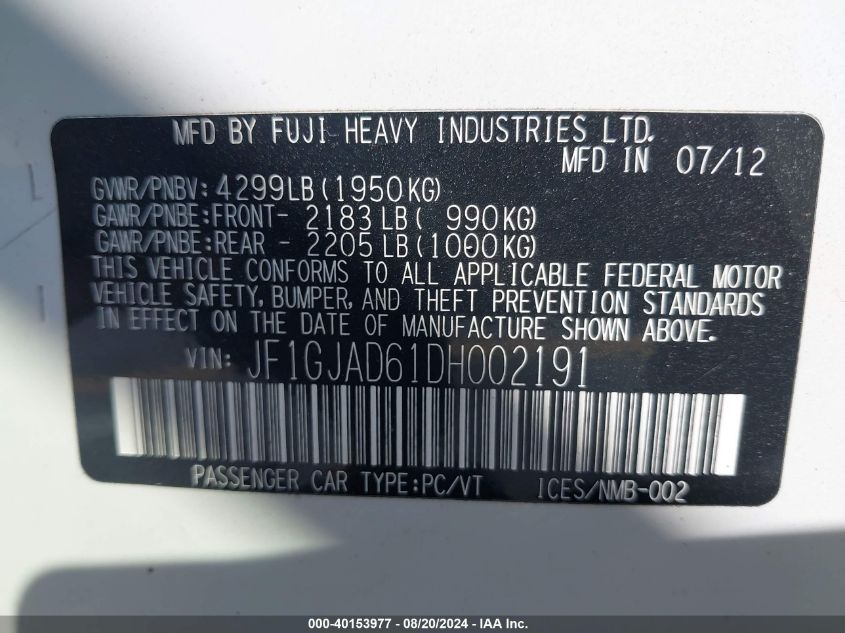 MFD BY FUJI HEAVY INDUSTRIES LTD.
MFD IN 07/12
GVWR/PNBV: 4299LB(1950KG)
GAWR/PNBE:FRONT- 2183LB( 990KG)
GAWR/PNBE:REAR - 2205LB(1000KG)
THIS VEHICLE CONFORMS TO ALL APPLICABLE FEDERAL MOTOR
VEHICLE SAFETY, BUMPER, AND THEFT PREVENTION STANDARDS
IN EFFECT ON THE DATE OF MANUFACTURE SHOWN ABOVE.
VIN: JF1GJAD61DH002191
PASSENGER CAR TYPE:PC/VT ICES/NMB-002
000-40153977 - 08/20/2024 - IAA Inc.